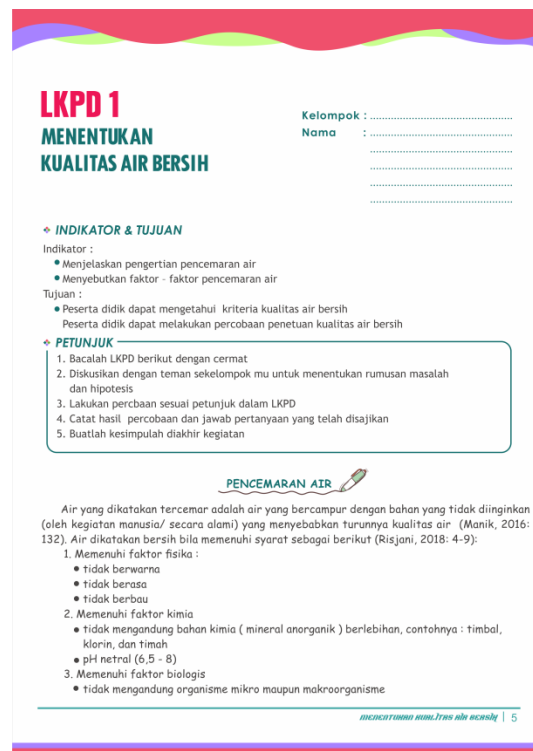 LKPD 1
MENENTUKAN
KUALITAS AIR BERSIH
Kelompok : ................................................
Nama : ................................................
................................................
................................................
................................................
................................................
INDIKATOR & TUJUAN
Indikator :
• Menjelaskan pengertian pencemaran air
• Menyebutkan faktor - faktor pencemaran air
Tujuan :
• Peserta didik dapat mengetahui kriteria kualitas air bersih
Peserta didik dapat melakukan percobaan penetuan kualitas air bersih
PETUNJUK
1. Bacalah LKPD berikut dengan cermat
2. Diskusikan dengan teman sekelompok mu untuk menentukan rumusan masalah
dan hipotesis
3. Lakukan percbaan sesuai petunjuk dalam LKPD
4. Catat hasil percobaan dan jawab pertanyaan yang telah disajikan
5. Buatlah kesimpulah diakhir kegiatan
PENCEMARAN AIR
Air yang dikatakan tercemar adalah air yang bercampur dengan bahan yang tidak diinginkan
(oleh kegiatan manusia/ secara alami) yang menyebabkan turunnya kualitas air (Manik, 2016:
132). Air dikatakan bersih bila memenuhi syarat sebagai berikut (Risjani, 2018: 4-9):
1. Memenuhi faktor fisika :
• tidak berwarna
• tidak berasa
• tidak berbau
2. Memenuhi faktor kimia
• tidak mengandung bahan kimia ( mineral anorganik ) berlebihan, contohnya : timbal,
klorin, dan timah
• pH netral (6,5 - 8)
3. Memenuhi faktor biologis
• tidak mengandung organisme mikro maupun makroorganisme
MENENTUKAN KUALITAS AIR BERSIH | 5